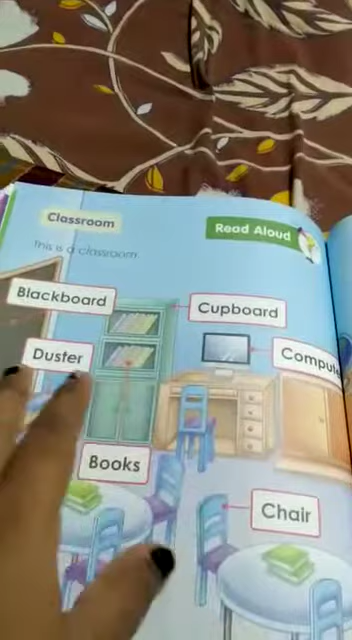 Classroom
Read Aloud
This is a classroom
Blackboard
Cupboard
Duster
Books
Chair